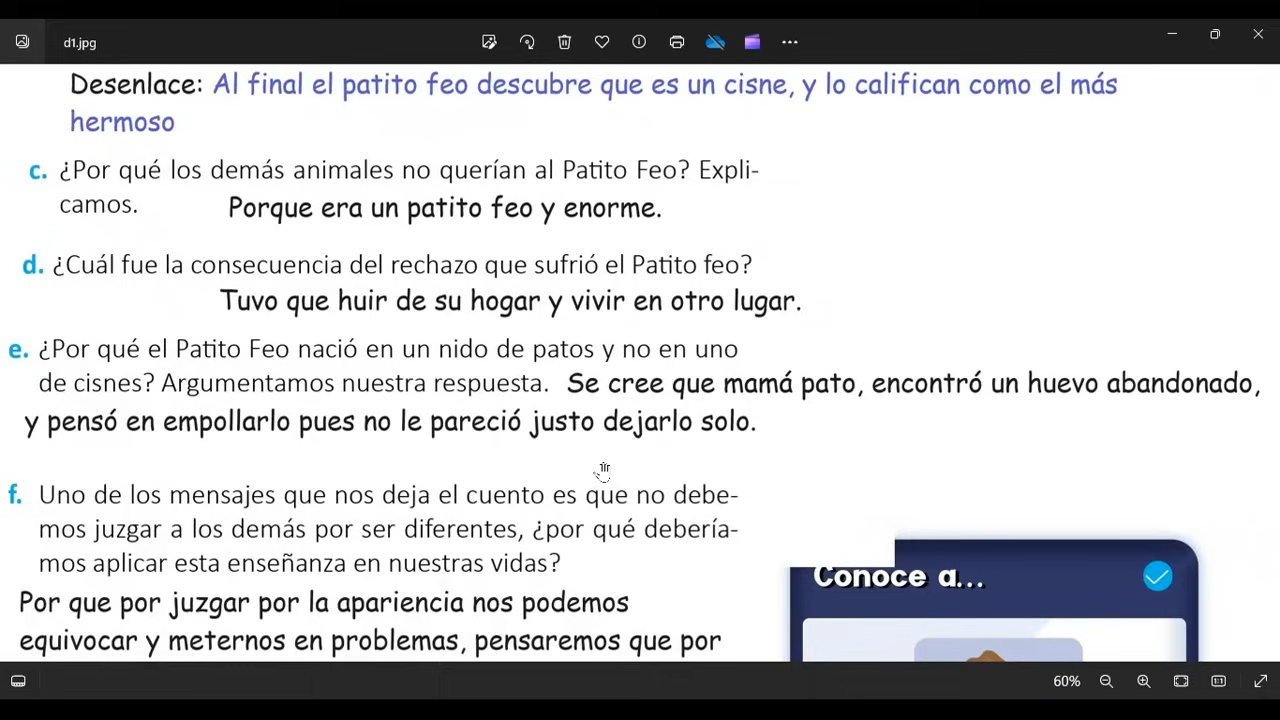 d1.jpg
Desenlace: Al final el patito feo descubre que es un cisne, y lo califican como el más
hermoso
c. ¿Por qué los demás animales no querían al Patito Feo? Expli-
camos. Porque era un patito feo y enorme.
d. ¿Cuál fue la consecuencia del rechazo que sufrió el Patito feo?
Tuvo que huir de su hogar y vivir en otro lugar.
e. ¿Por qué el Patito Feo nació en un nido de patos y no en uno
de cisnes? Argumentamos nuestra respuesta. Se cree que mamá pato, encontró un huevo abandonado,
y pensó en empollarlo pues no le pareció justo dejarlo solo.
f. Uno de los mensajes que nos deja el cuento es que no debe-
mos juzgar a los demás por ser diferentes, ¿por qué debería-
mos aplicar esta enseñanza en nuestras vidas?
Por que por juzgar por la apariencia nos podemos
equivocar y meternos en problemas, pensaremos que por
Conoce a...
60%